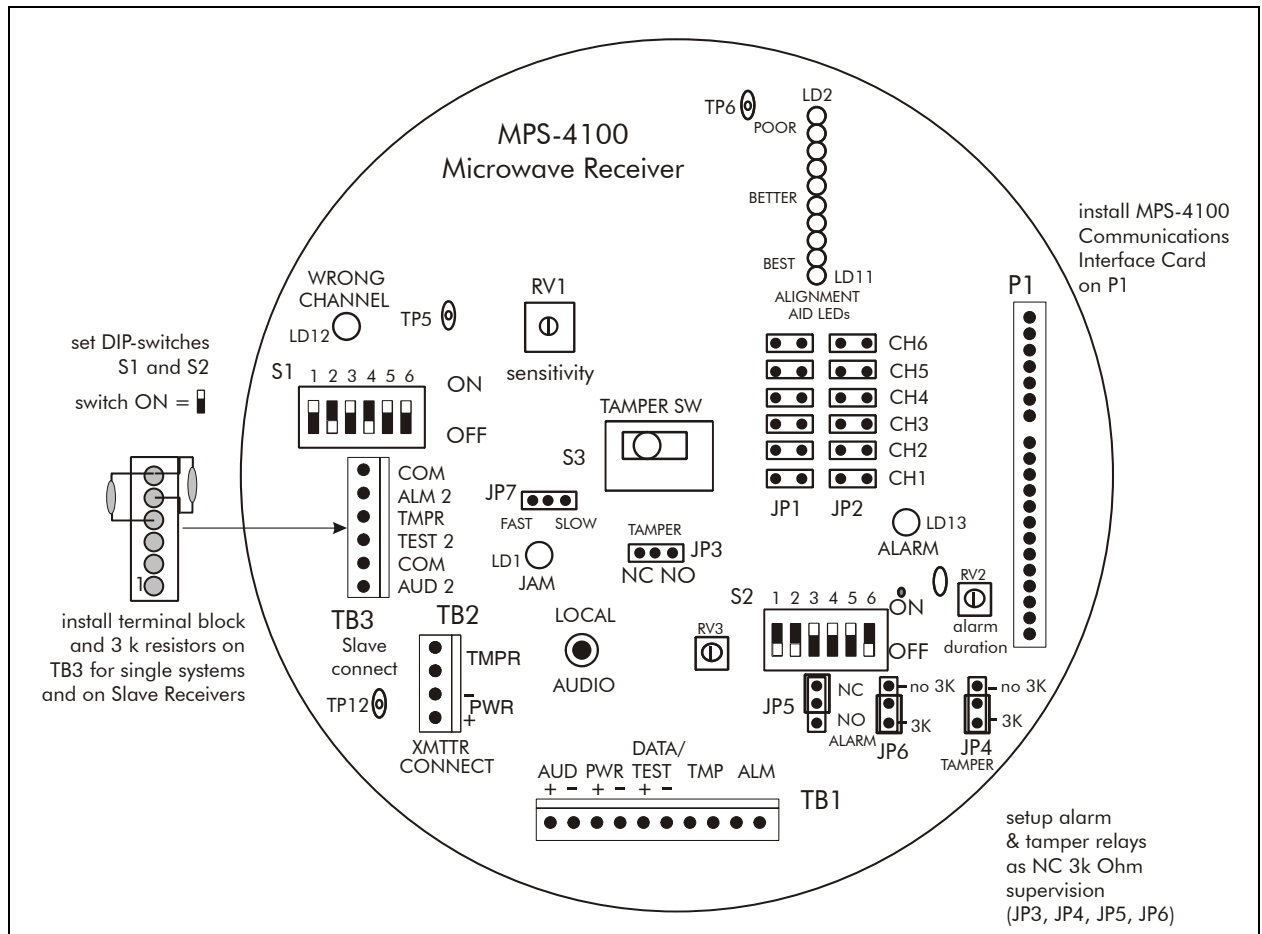 MPS-4100
Microwave Receiver
TP6
LD2
POOR
BETTER
BEST
LD11
ALIGNMENT
AID LEDs
install MPS-4100
Communications
Interface Card
on P1
P1
WRONG
CHANNEL
LD12
TP5
RV1
sensitivity
set DIP-switches
S1 and S2
switch ON =
S1
1 2 3 4 5 6
ON
OFF
TAMPER SW
S3
CH6
CH5
CH4
CH3
CH2
CH1
JP1 JP2
COM
ALM 2
TMPR
TEST 2
COM
AUD 2
TB3
Slave
connect
1
install terminal block
and 3 k resistors on
TB3 for single systems
and on Slave Receivers
JP7
FAST SLOW
LD1
JAM
TAMPER
JP3
NC NO
LD13
ALARM
RV2
alarm
duration
S2
1 2 3 4 5 6
ON
OFF
RV3
LOCAL
AUDIO
TB2
TMPR
-
PWR
+
XMTTR
CONNECT
TP12
JP5
NC
NO
ALARM
no 3K
3K
JP6
no 3K
3K
JP4
TAMPER
DATA/
AUD PWR TEST TMP ALM
+ - + - + -
TB1
setup alarm
& tamper relays
as NC 3k Ohm
supervision
(JP3, JP4, JP5, JP6)